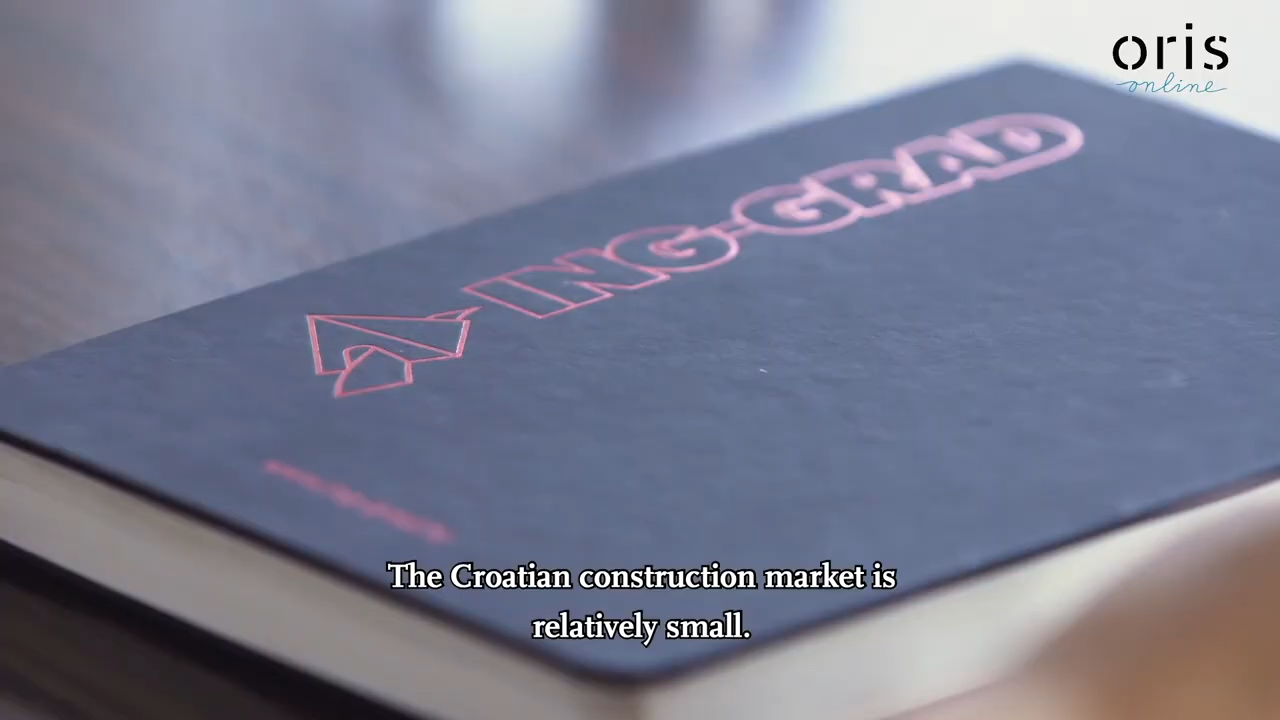 oris
online
ING-GRAD
The Croatian construction market is
relatively small.